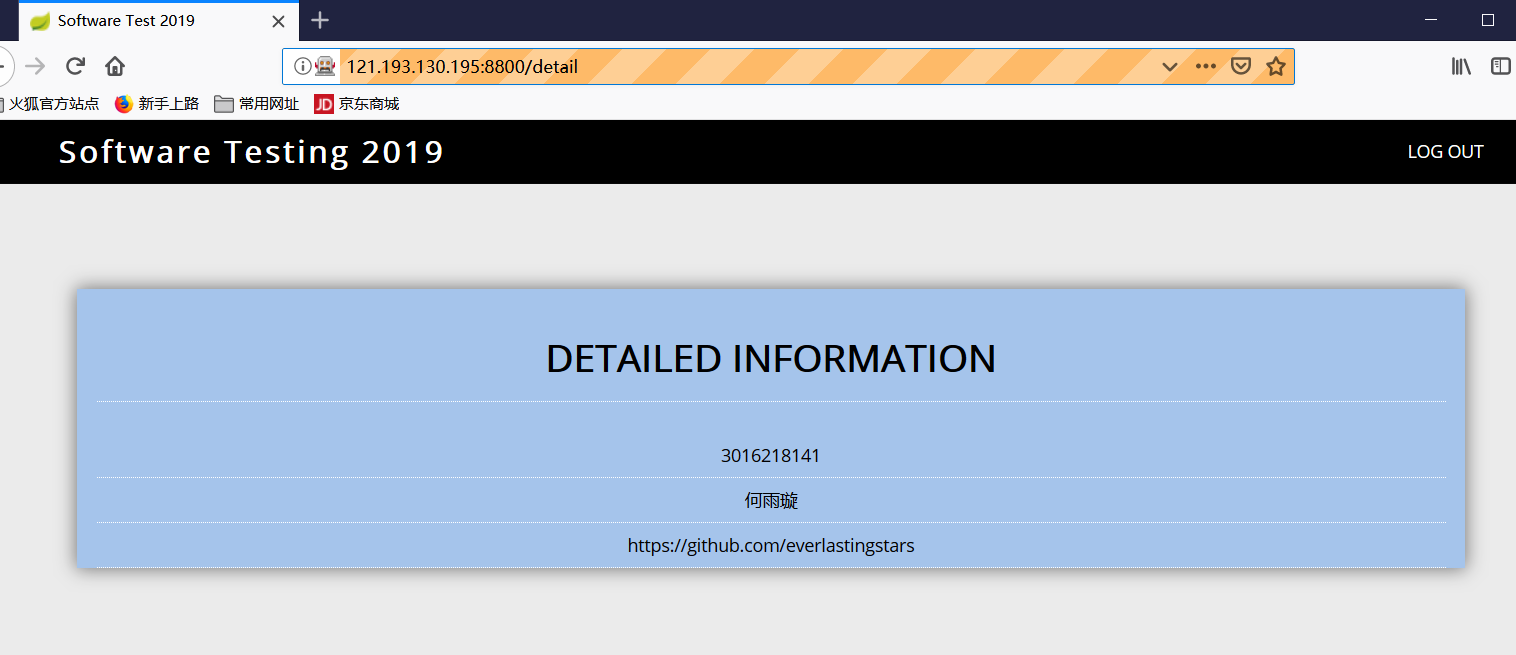 Software Test 2019
121.193.130.195:8800/detail
火狐官方站点 新手上路 常用网址 JD 京东商城
Software Testing 2019 LOG OUT
DETAILED INFORMATION
3016218141
何雨璇
https://github.com/everlastingstars